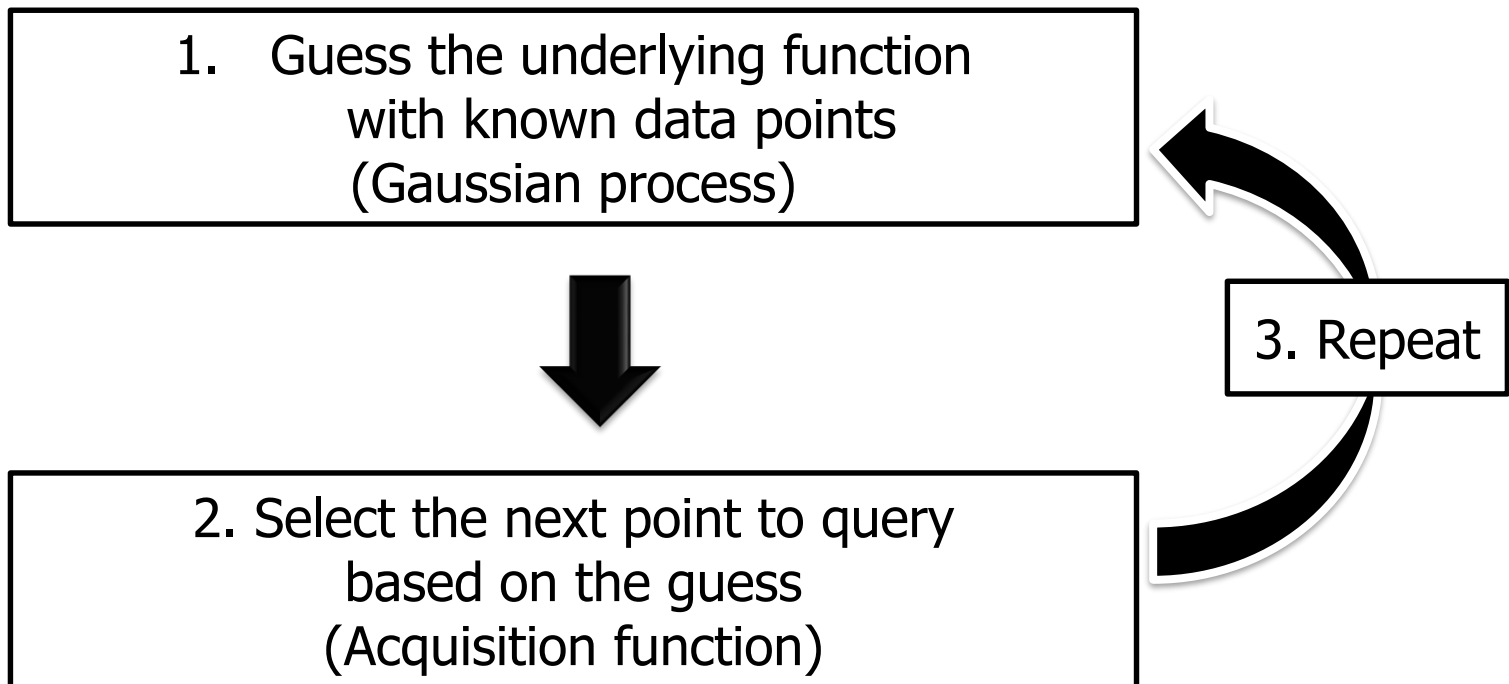 1. Guess the underlying function
with known data points
(Gaussian process)
3. Repeat
2. Select the next point to query
based on the guess
(Acquisition function)